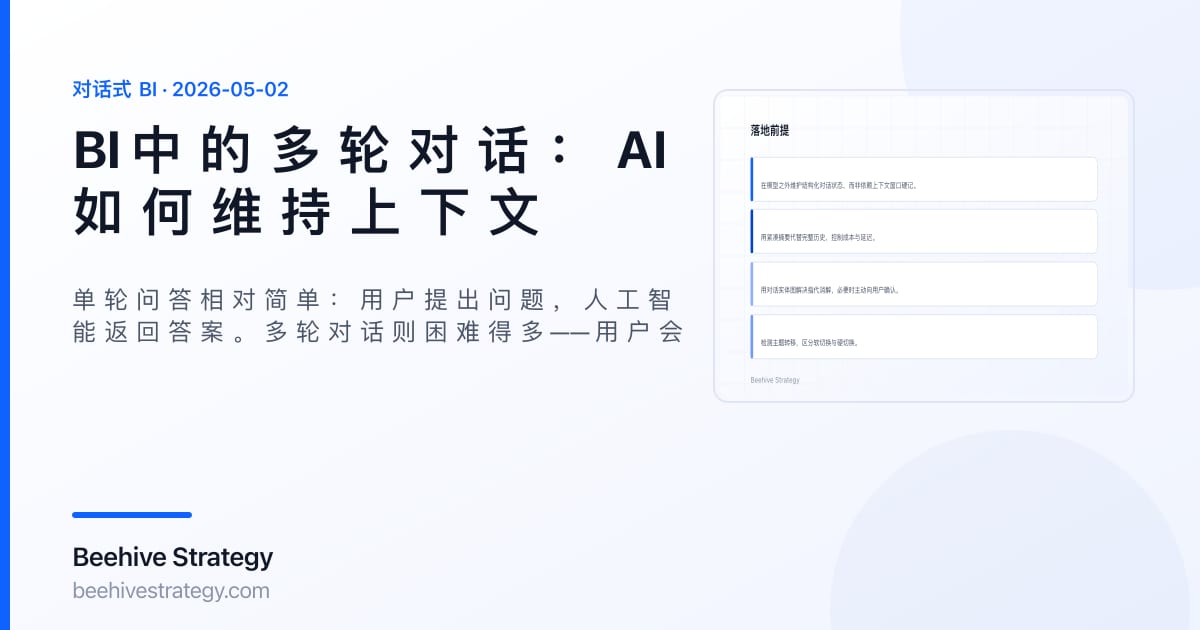 对话式 BI · 2026-05-02
BI中的多轮对话： AI
如何维持上下文
单轮问答相对简单：用户提出问题，人工智
能返回答案。多轮对话则困难得多——用户会
落地前提
在模型之外维护结构化对话状态，而非依赖上下文窗口硬记。
用紧凑摘要代替完整历史，控制成本与延迟。
用对话实体图解决指代消解，必要时主动向用户确认。
检测主题转移，区分软切换与硬切换。
Beehive Strategy
Beehive Strategy
beehivestrategy.com